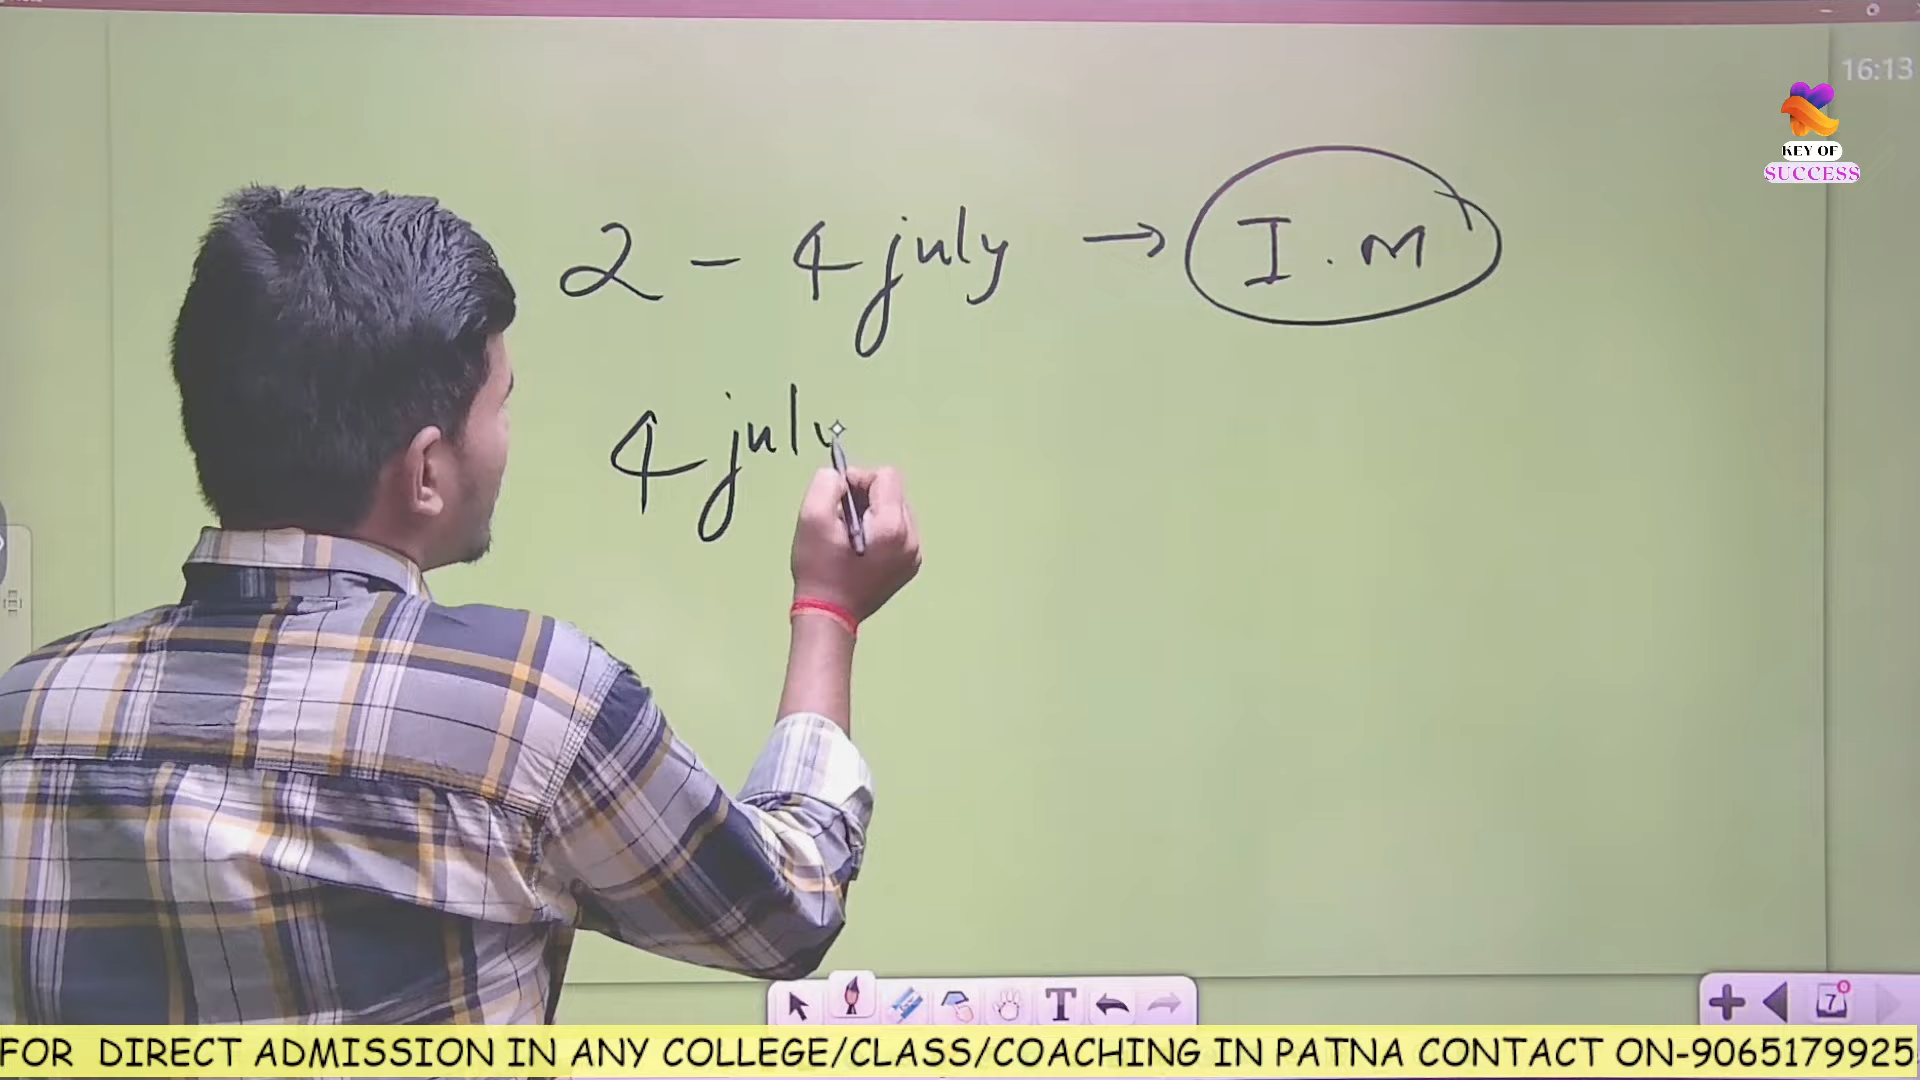 16:13
KEY OF
SUCCESS
2 - 4 july → I.M
4 july
T
7
FOR DIRECT ADMISSION IN ANY COLLEGE/CLASS/COACHING IN PATNA CONTACT ON-9065179925